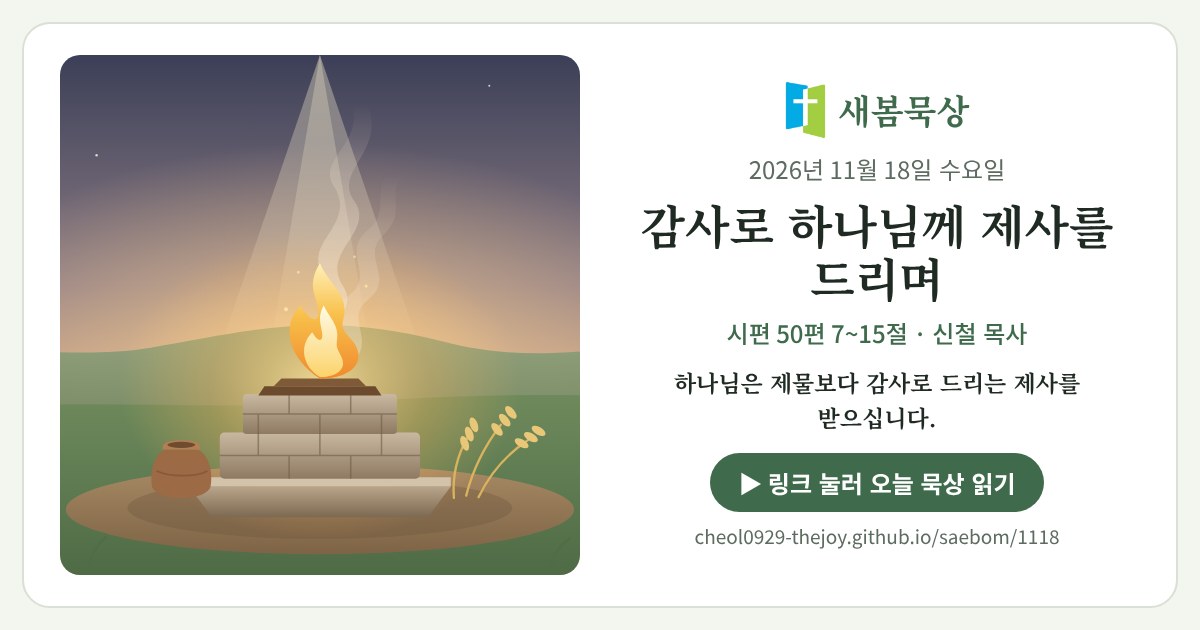 새봄묵상
2026년 11월 18일 수요일
감사로 하나님께 제사를
드리며
시편 50편 7~15절 · 신철 목사
하나님은 제물보다 감사로 드리는 제사를
받으십니다.
▶ 링크 눌러 오늘 묵상 읽기
cheol0929-thejoy.github.io/saebom/1118